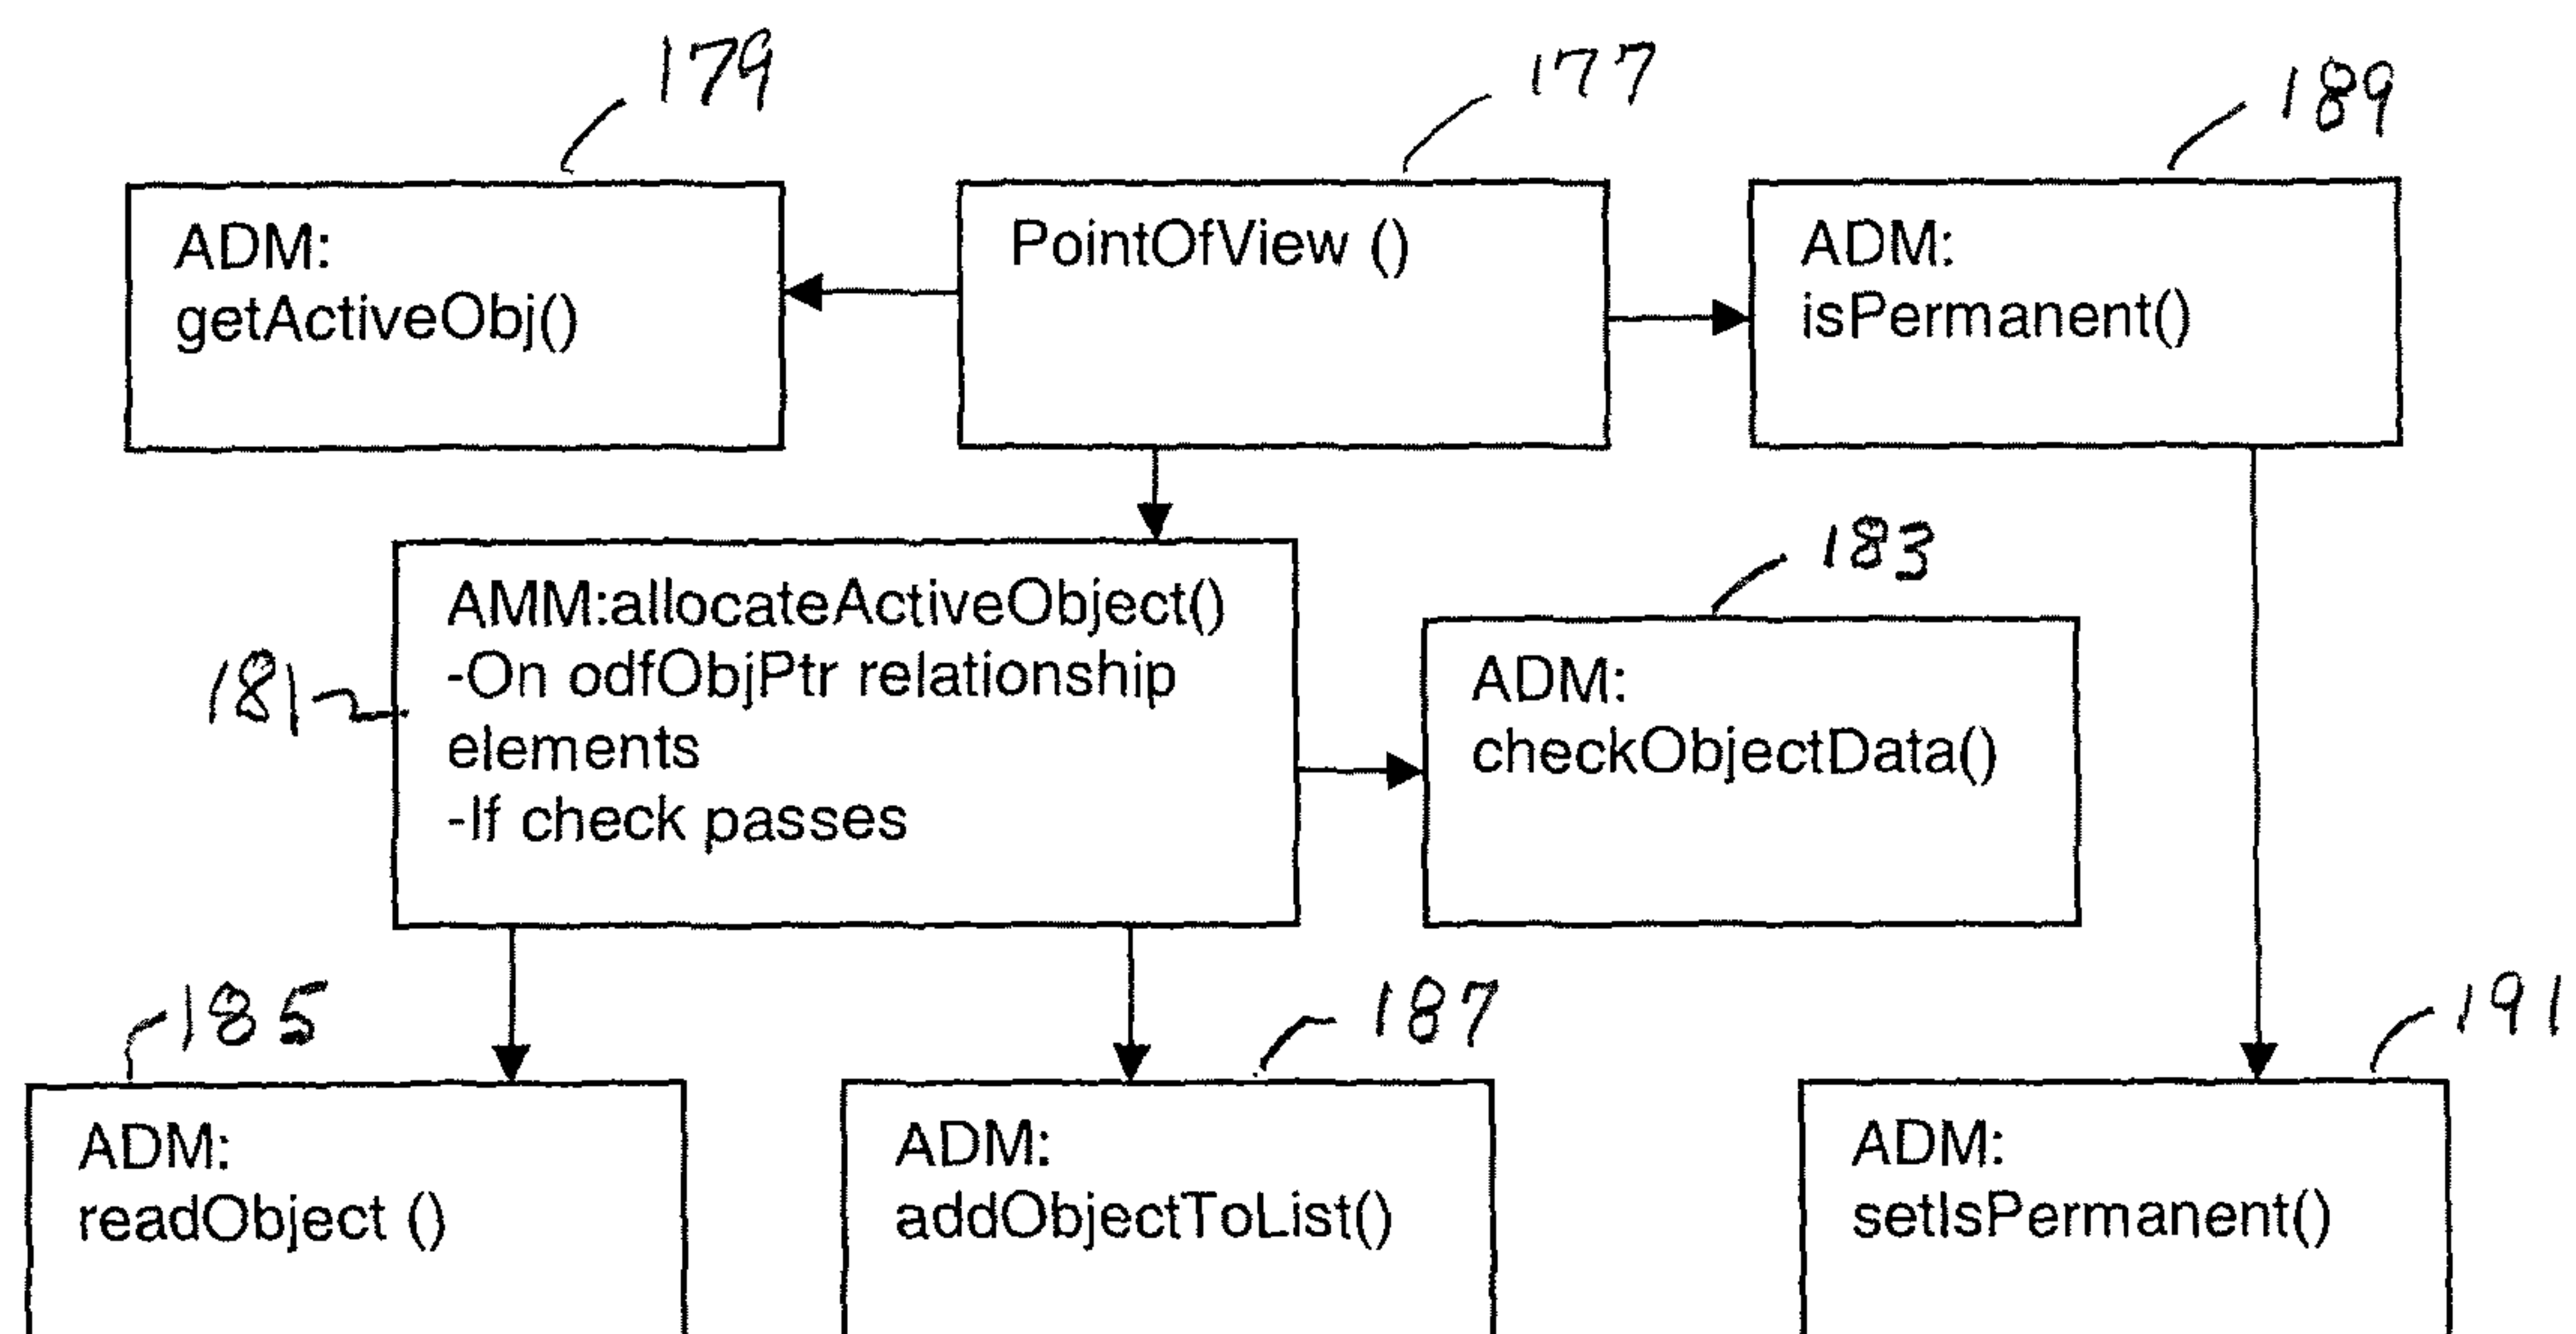 179
177
189
ADM:
getActiveObj()
PointOfView ()
ADM:
isPermanent()
181
AMM:allocateActiveObject()
-On odfObjPtr relationship
elements
-If check passes
183
ADM:
checkObjectData()
185
187
191
ADM:
readObject ()
ADM:
addObjectToList()
ADM:
setIsPermanent()